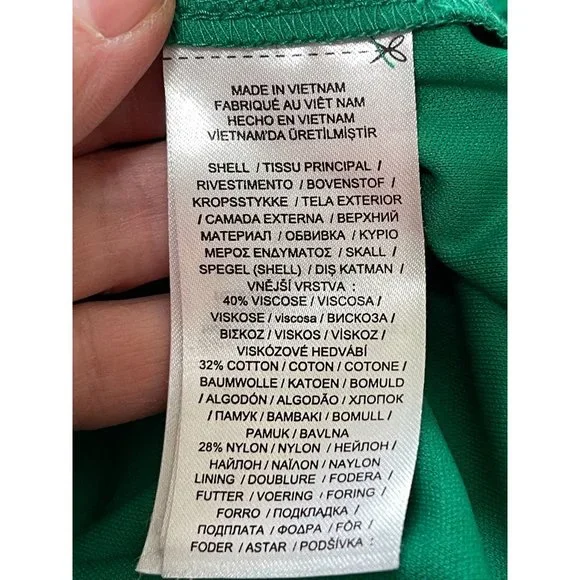 MADE IN VIETNAM
FABRIQUÉ AU VIÊT NAM
HECHO EN VIETNAM
VİETNAM'DA ÜRETİLMİŞTİR
SHELL / TISSU PRINCIPAL /
RIVESTIMENTO / BOVENSTOF /
KROPSSTYKKE / TELA EXTERIOR
/ CAMADA EXTERNA / ВЕРХНИЙ
МАТЕРИАЛ / ОБВИВКА / ΚΥΡΙΟ
ΜΕΡΟΣ ΕΝΔΥΜΑΤΟΣ / SKALL /
SPEGEL (SHELL) / DIŞ KATMAN /
VNĚJŠÍ VRSTVA :
40% VISCOSE / VISCOSA /
VISKOSE / viscosa / ВИСКОЗА /
ΒΙΣΚΟΖ / VISKOS / VİSKOZ /
VISKÓZOVÉ HEDVÁBÍ
32% COTTON / COTON / COTONE /
BAUMWOLLE / KATOEN / BOMULD
/ ALGODÓN / ALGODÃO / ХЛОПОК
/ ПАМУК / ΒΑΜΒΑΚΙ / BOMULL /
PAMUK / BAVLNA
28% NYLON / NYLON / НЕЙЛОН /
НАЙЛОН / ΝΑΪΛΟΝ / NAYLON
LINING / DOUBLURE / FODERA /
FUTTER / VOERING / FORING /
FORRO / ПОДКЛАДКА /
ПОДПЛАТА / ΦΟΔΡΑ / FÔR /
FODER / ASTAR / PODŠÍVKA :